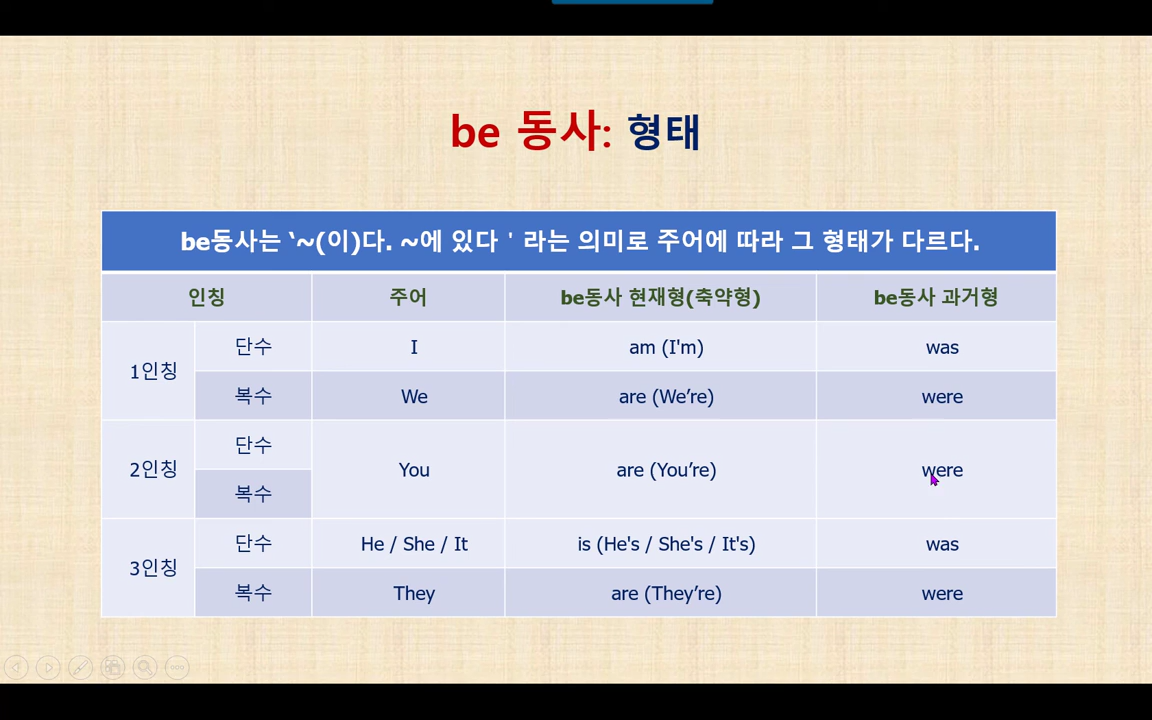 be 동사: 형태
be동사는 ‘~(이)다. ~에 있다 ' 라는 의미로 주어에 따라 그 형태가 다르다.
인칭 주어 be동사 현재형(축약형) be동사 과거형
1인칭 단수 I am (I'm) was
복수 We are (We’re) were
2인칭 단수 You are (You’re) were
복수
3인칭 단수 He / She / It is (He's / She's / It's) was
복수 They are (They’re) were